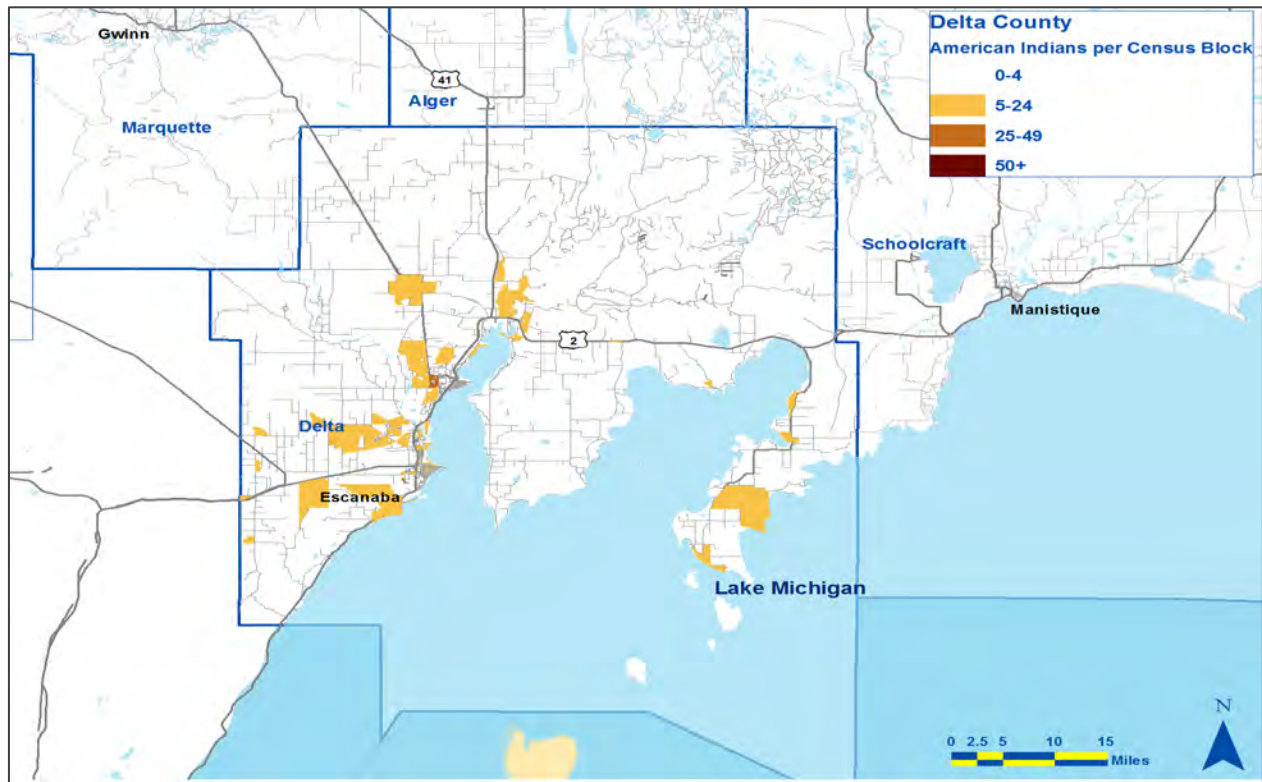 Gwinn
Delta County
American Indians per Census Block
0-4
5-24
25-49
50+
41
Alger
Marquette
Schoolcraft
Manistique
2
Delta
Escanaba
Lake Michigan
N
0 2.5 5 10 15
Miles